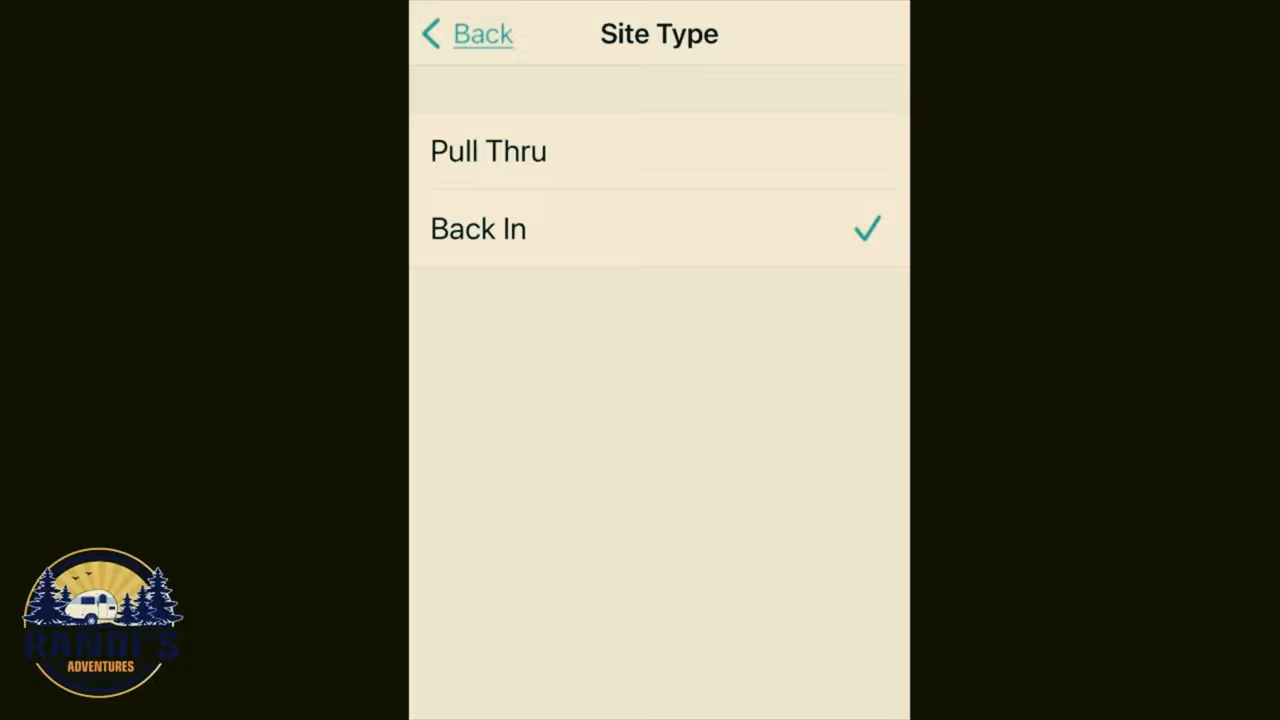 Back
Site Type
Pull Thru
Back In
RANDI'S
ADVENTURES